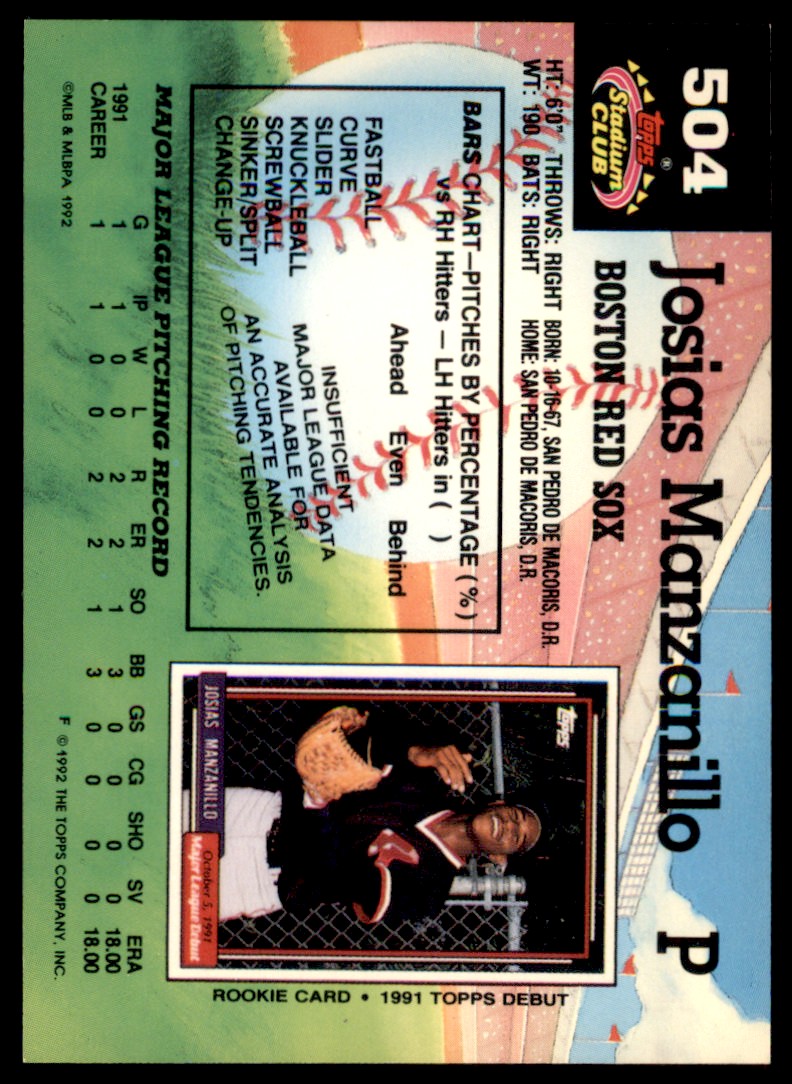 504
Topps®
Stadium
CLUB
Josias Manzanillo P
BOSTON RED SOX
HT: 6'0" THROWS: RIGHT BORN: 10-16-67, SAN PEDRO DE MACORIS, D.R.
WT: 190 BATS: RIGHT HOME: SAN PEDRO DE MACORIS, D.R.
BARS CHART—PITCHES BY PERCENTAGE (%)
vs RH Hitters — LH Hitters in ( )
Ahead Even Behind
FASTBALL
CURVE
SLIDER
KNUCKLEBALL
SCREWBALL
SINKER/SPLIT
CHANGE-UP
INSUFFICIENT
MAJOR LEAGUE DATA
AVAILABLE FOR
AN ACCURATE ANALYSIS
OF PITCHING TENDENCIES.
Topps
JOSIAS MANZANILLO
October 5, 1991
Major League Debut
ROOKIE CARD • 1991 TOPPS DEBUT
MAJOR LEAGUE PITCHING RECORD
G IP W L R ER SO BB GS CG SHO SV ERA
1991 1 1 0 0 2 2 1 3 0 0 0 0 18.00
CAREER 1 1 0 0 2 2 1 3 0 0 0 0 18.00
©MLB & MLBPA 1992
F © 1992 THE TOPPS COMPANY, INC.